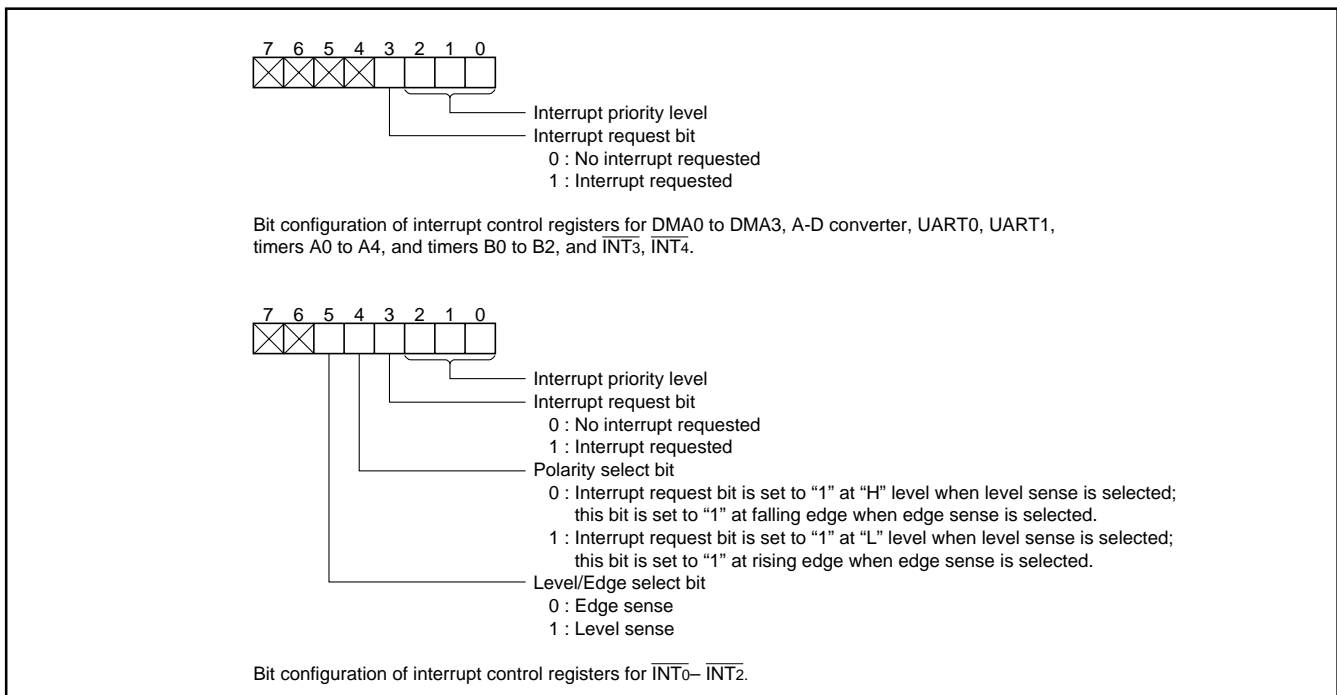 7 6 5 4 3 2 1 0
Interrupt priority level
Interrupt request bit
0 : No interrupt requested
1 : Interrupt requested
Bit configuration of interrupt control registers for DMA0 to DMA3, A-D converter, UART0, UART1,
timers A0 to A4, and timers B0 to B2, and INT3, INT4.
7 6 5 4 3 2 1 0
Interrupt priority level
Interrupt request bit
0 : No interrupt requested
1 : Interrupt requested
Polarity select bit
0 : Interrupt request bit is set to “1” at “H” level when level sense is selected;
this bit is set to “1” at falling edge when edge sense is selected.
1 : Interrupt request bit is set to “1” at “L” level when level sense is selected;
this bit is set to “1” at rising edge when edge sense is selected.
Level/Edge select bit
0 : Edge sense
1 : Level sense
Bit configuration of interrupt control registers for INT0– INT2.